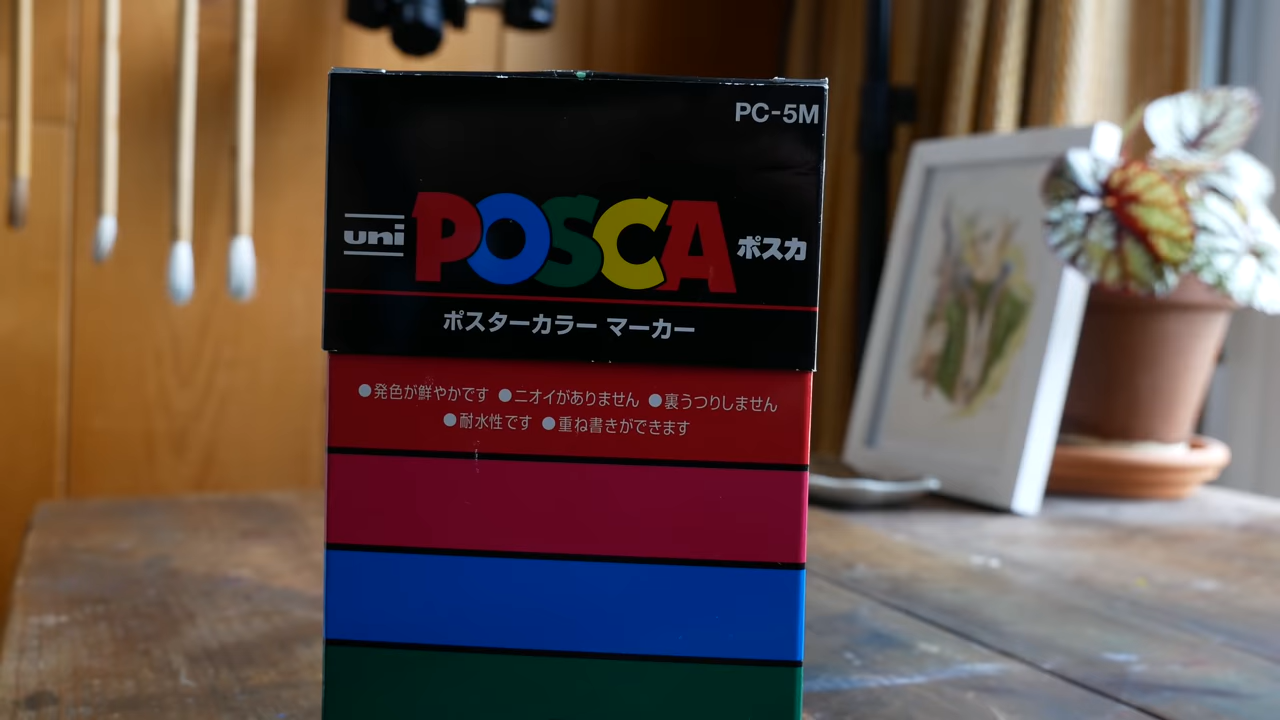 PC-5M
uni POSCA ポスカ
ポスターカラー マーカー
●発色が鮮やかです ●ニオイがありません ●裏うつりしません
●耐水性です ●重ね書きができます